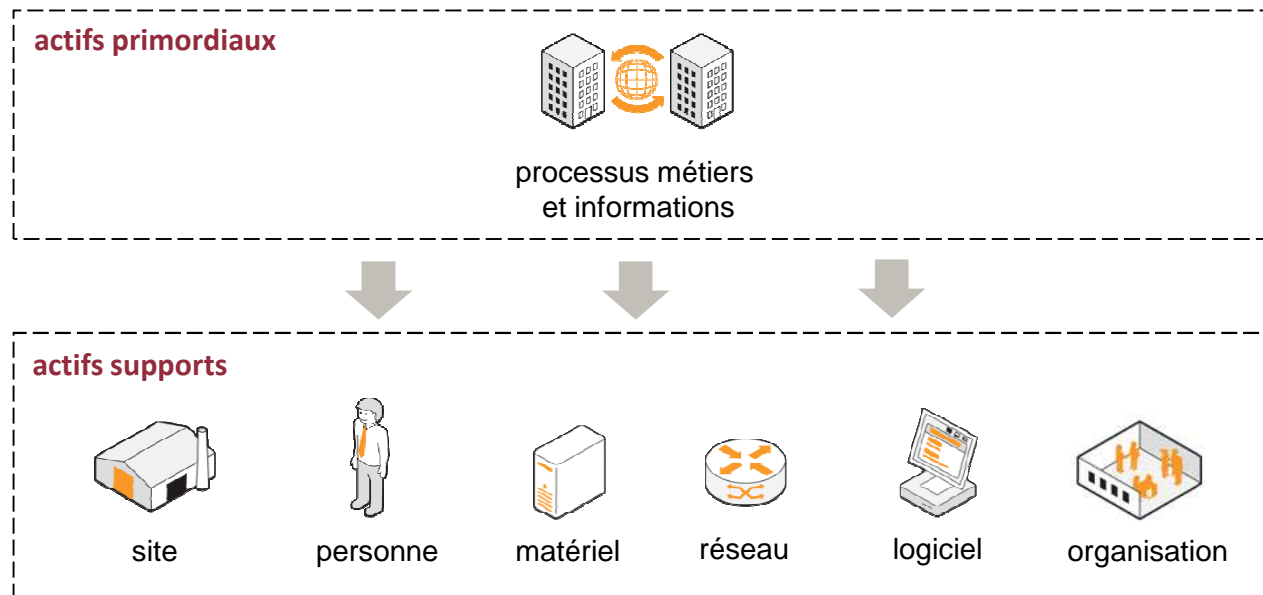 actifs primordiaux
processus métiers
et informations
actifs supports
site
personne
matériel
réseau
logiciel
organisation